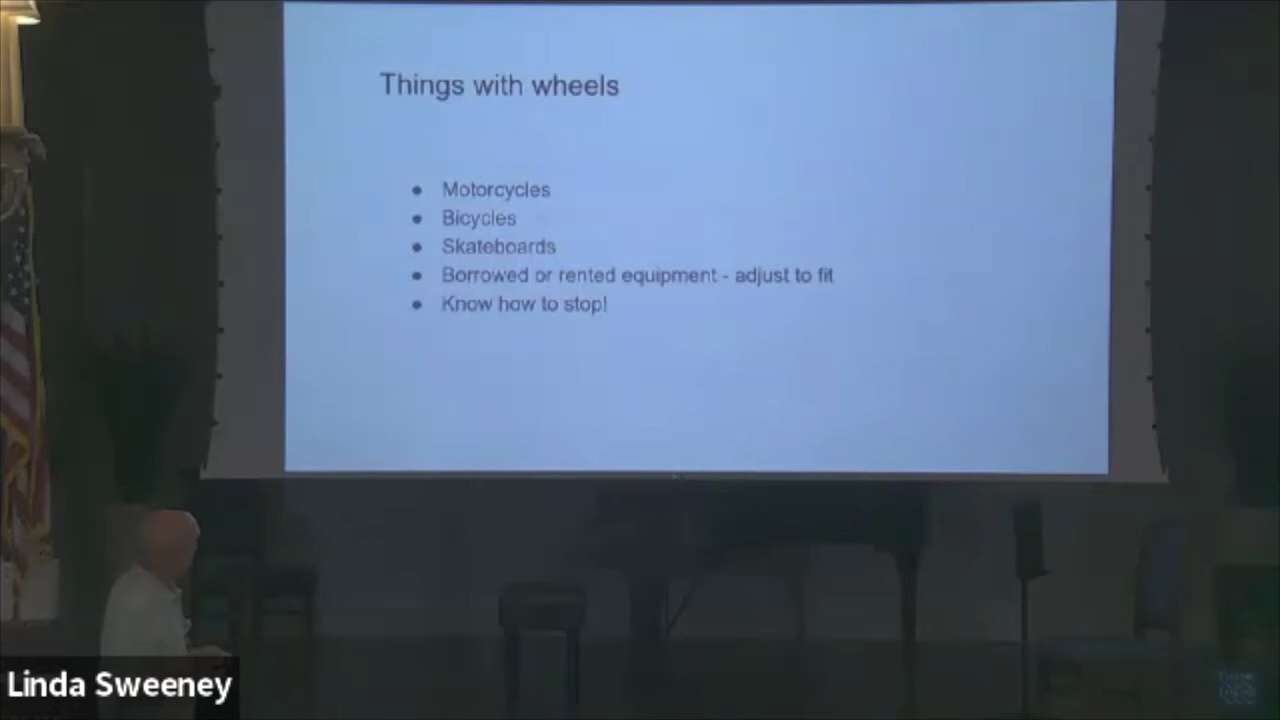 Things with wheels
● Motorcycles
● Bicycles
● Skateboards
● Borrowed or rented equipment - adjust to fit
● Know how to stop!
Linda Sweeney